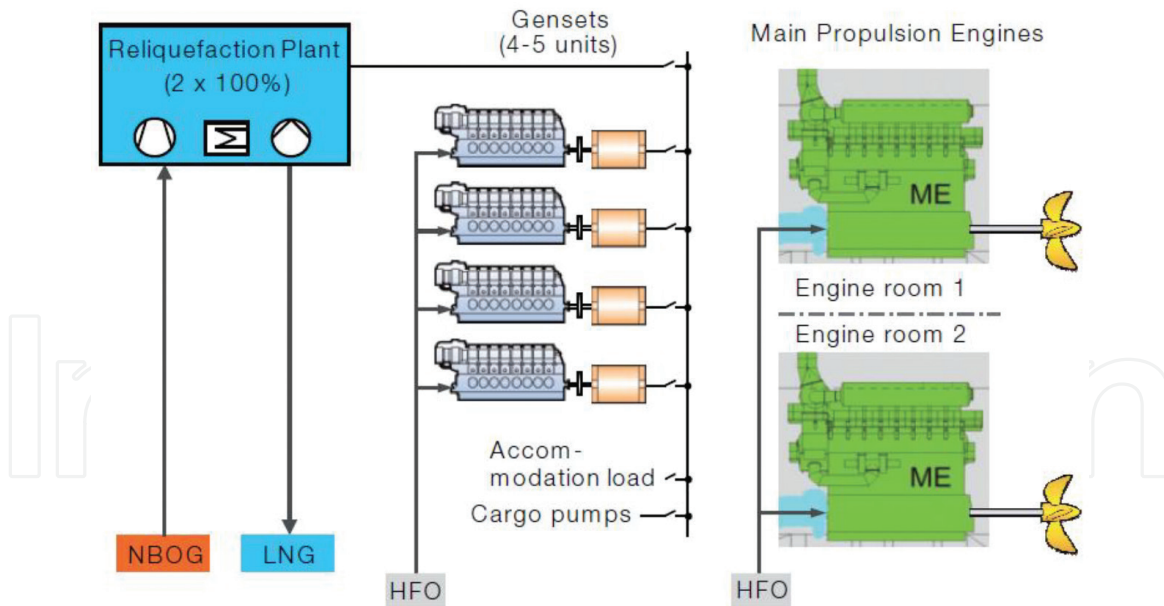 Gensets
(4-5 units)
Main Propulsion Engines
Reliquefaction Plant
(2 x 100%)
ME
Engine room 1
Engine room 2
ME
Accom-
modation load
Cargo pumps
NBOG
LNG
HFO
HFO